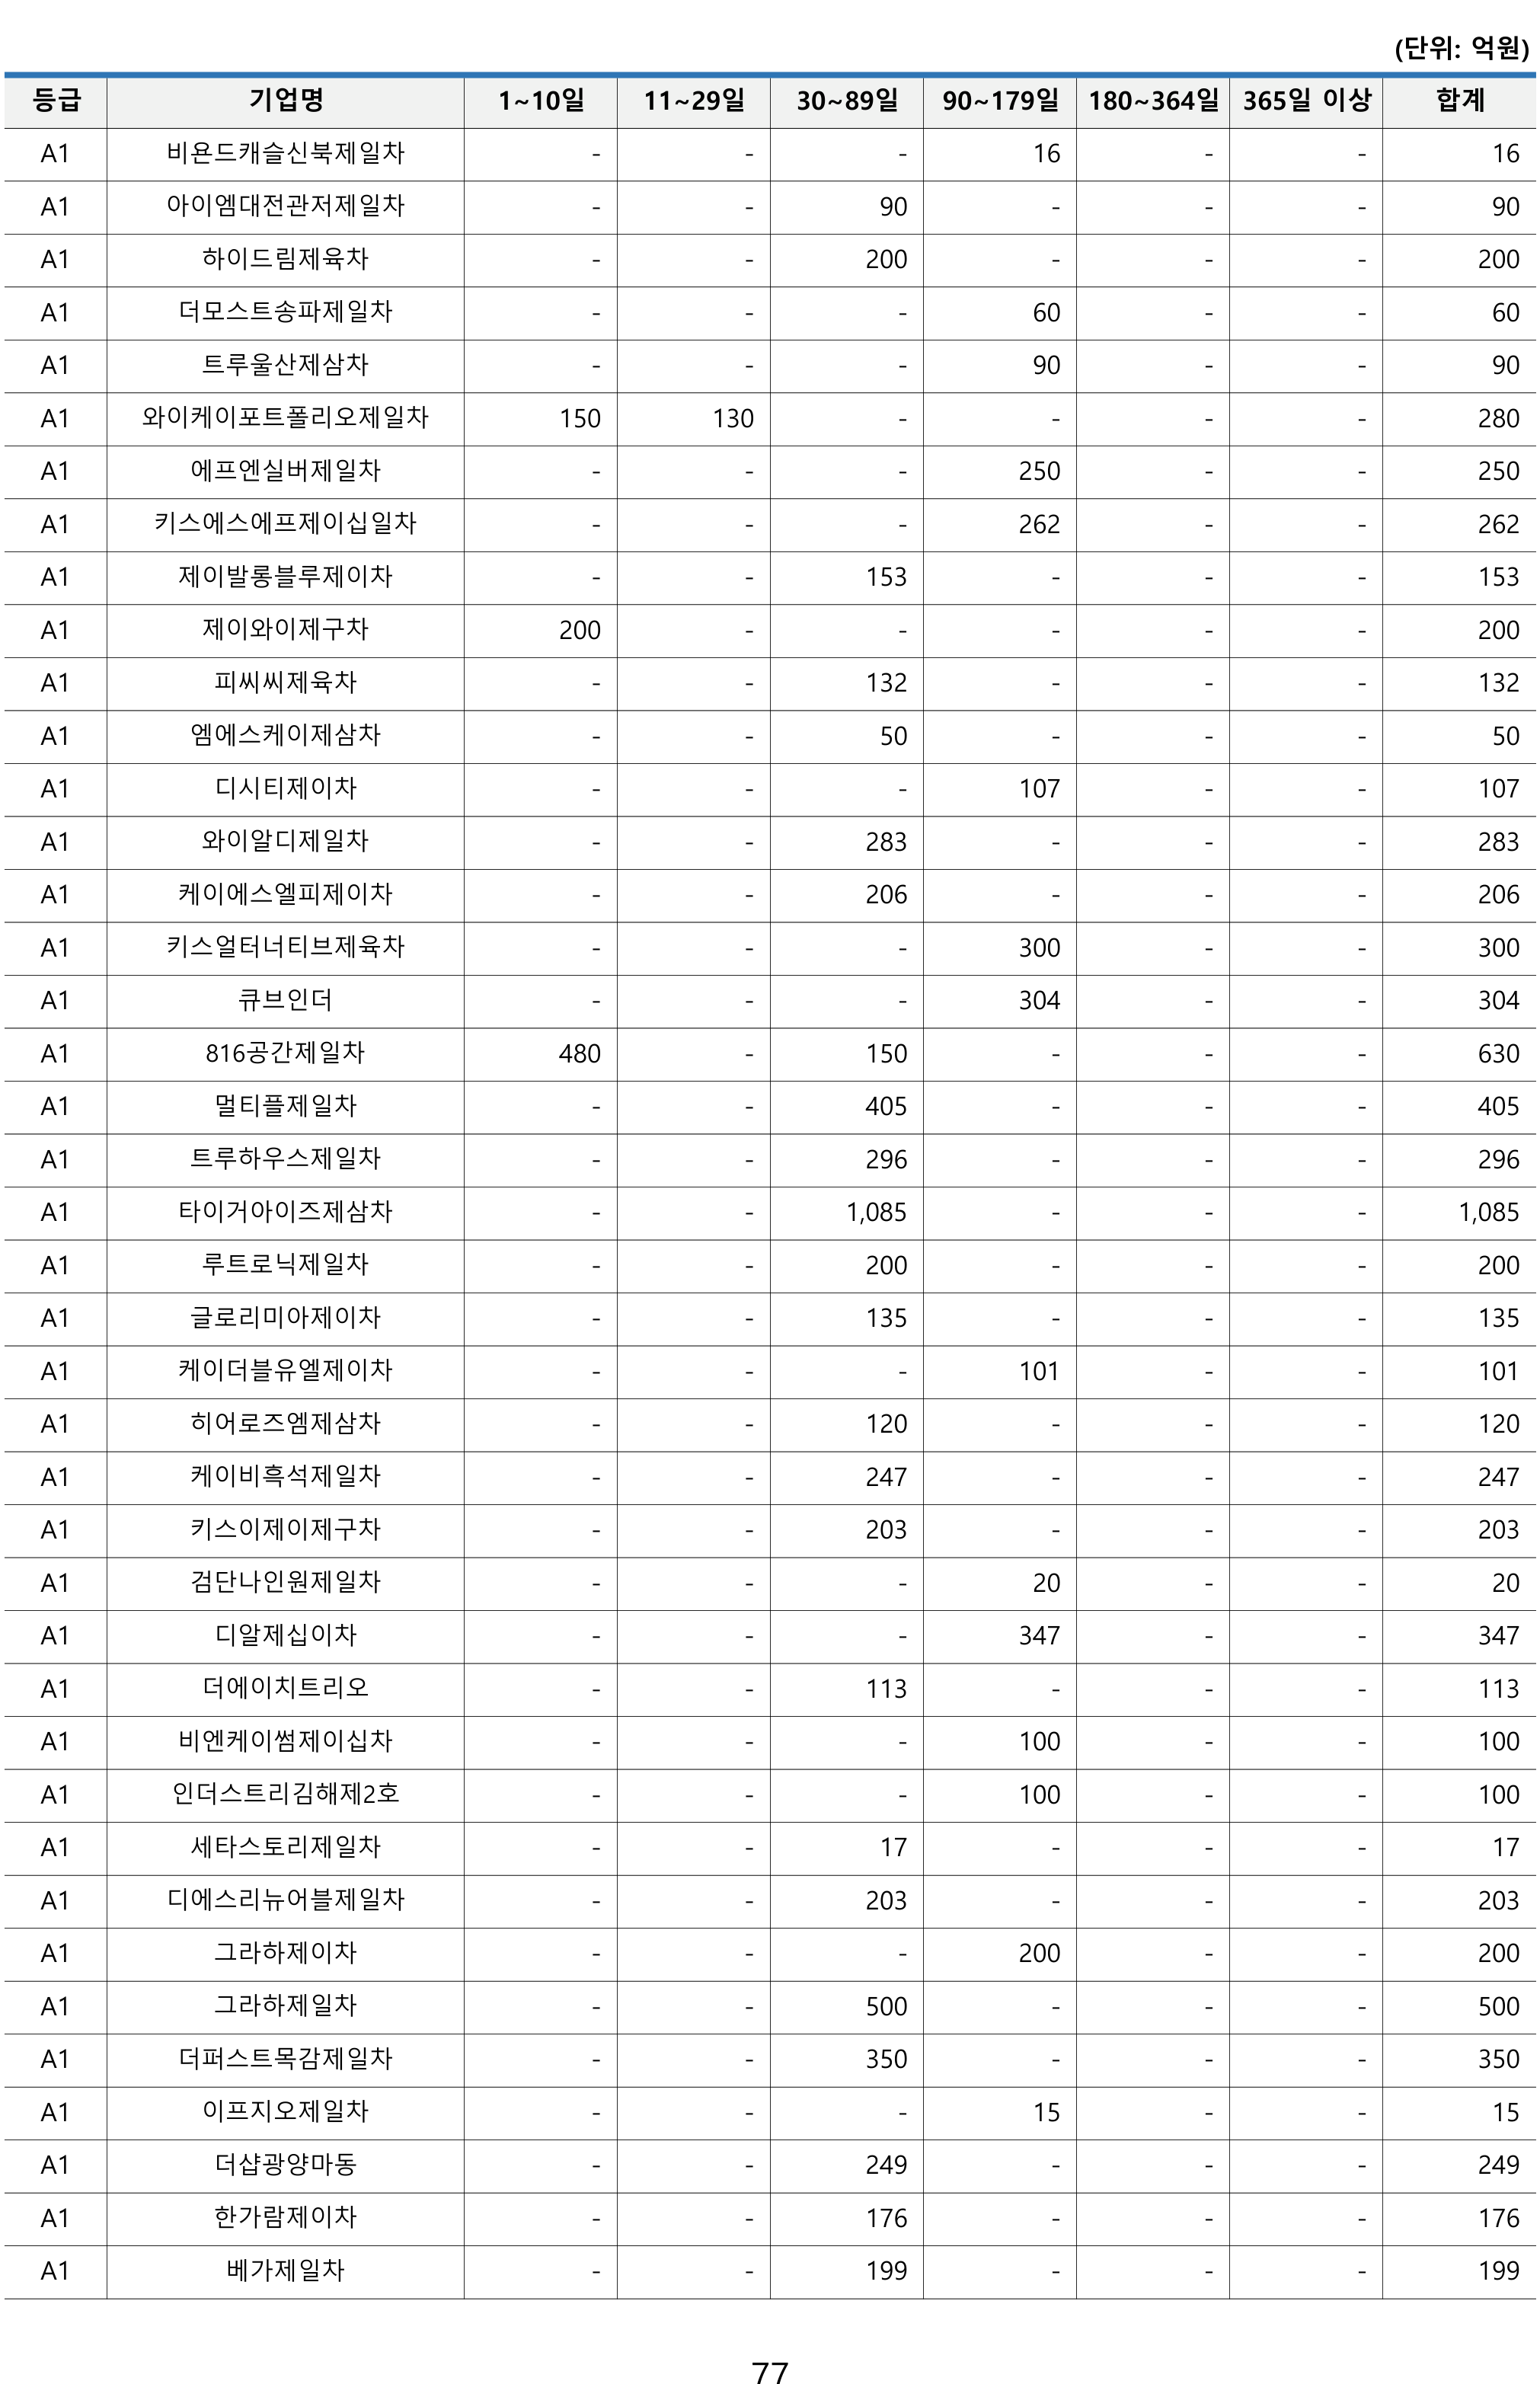 (단위: 억원)
등급 기업명 1~10일 11~29일 30~89일 90~179일 180~364일 365일 이상 합계
A1 비욘드캐슬신북제일차 - - - 16 - - 16
A1 아이엠대전관저제일차 - - 90 - - - 90
A1 하이드림제육차 - - 200 - - - 200
A1 더모스트송파제일차 - - - 60 - - 60
A1 트루울산제삼차 - - - 90 - - 90
A1 와이케이포트폴리오제일차 150 130 - - - - 280
A1 에프엔실버제일차 - - - 250 - - 250
A1 키스에스에프제이십일차 - - - 262 - - 262
A1 제이발롱블루제이차 - - 153 - - - 153
A1 제이와이제구차 200 - - - - - 200
A1 피씨씨제육차 - - 132 - - - 132
A1 엠에스케이제삼차 - - 50 - - - 50
A1 디시티제이차 - - - 107 - - 107
A1 와이알디제일차 - - 283 - - - 283
A1 케이에스엘피제이차 - - 206 - - - 206
A1 키스얼터너티브제육차 - - - 300 - - 300
A1 큐브인더 - - - 304 - - 304
A1 816공간제일차 480 - 150 - - - 630
A1 멀티플제일차 - - 405 - - - 405
A1 트루하우스제일차 - - 296 - - - 296
A1 타이거아이즈제삼차 - - 1,085 - - - 1,085
A1 루트로닉제일차 - - 200 - - - 200
A1 글로리미아제이차 - - 135 - - - 135
A1 케이더블유엘제이차 - - - 101 - - 101
A1 히어로즈엠제삼차 - - 120 - - - 120
A1 케이비흑석제일차 - - 247 - - - 247
A1 키스이제이제구차 - - 203 - - - 203
A1 검단나인원제일차 - - - 20 - - 20
A1 디알제십이차 - - - 347 - - 347
A1 더에이치트리오 - - 113 - - - 113
A1 비엔케이썸제이십차 - - - 100 - - 100
A1 인더스트리김해제2호 - - - 100 - - 100
A1 세타스토리제일차 - - 17 - - - 17
A1 디에스리뉴어블제일차 - - 203 - - - 203
A1 그라하제이차 - - - 200 - - 200
A1 그라하제일차 - - 500 - - - 500
A1 더퍼스트목감제일차 - - 350 - - - 350
A1 이프지오제일차 - - - 15 - - 15
A1 더샵광양마동 - - 249 - - - 249
A1 한가람제이차 - - 176 - - - 176
A1 베가제일차 - - 199 - - - 199
77